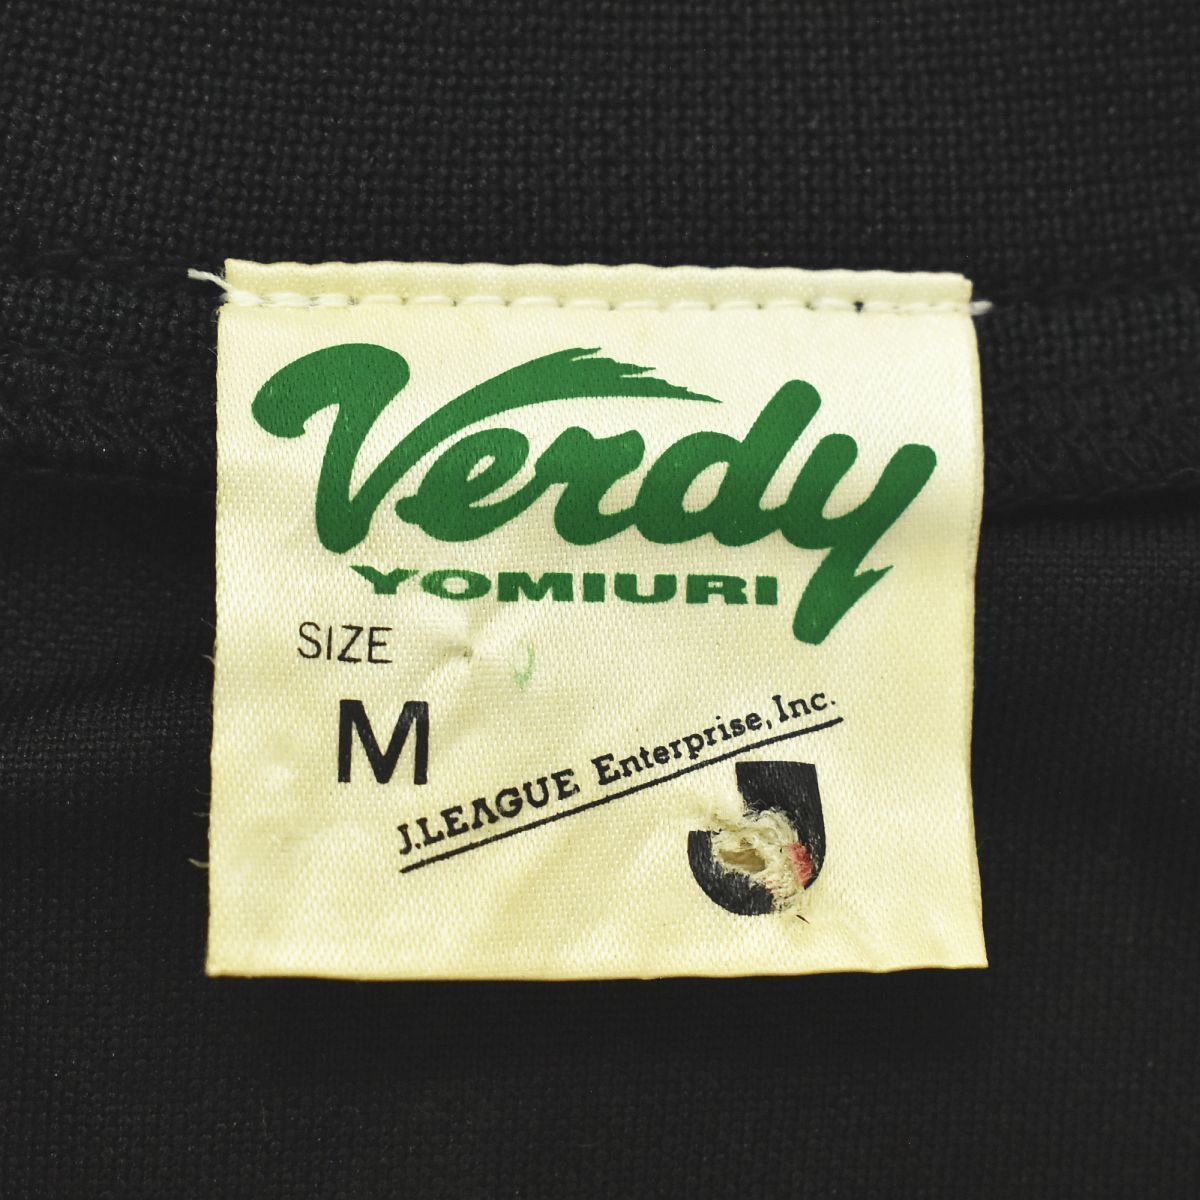 Verdy
YOMIURI
SIZE
M
J.LEAGUE Enterprise, Inc.
J